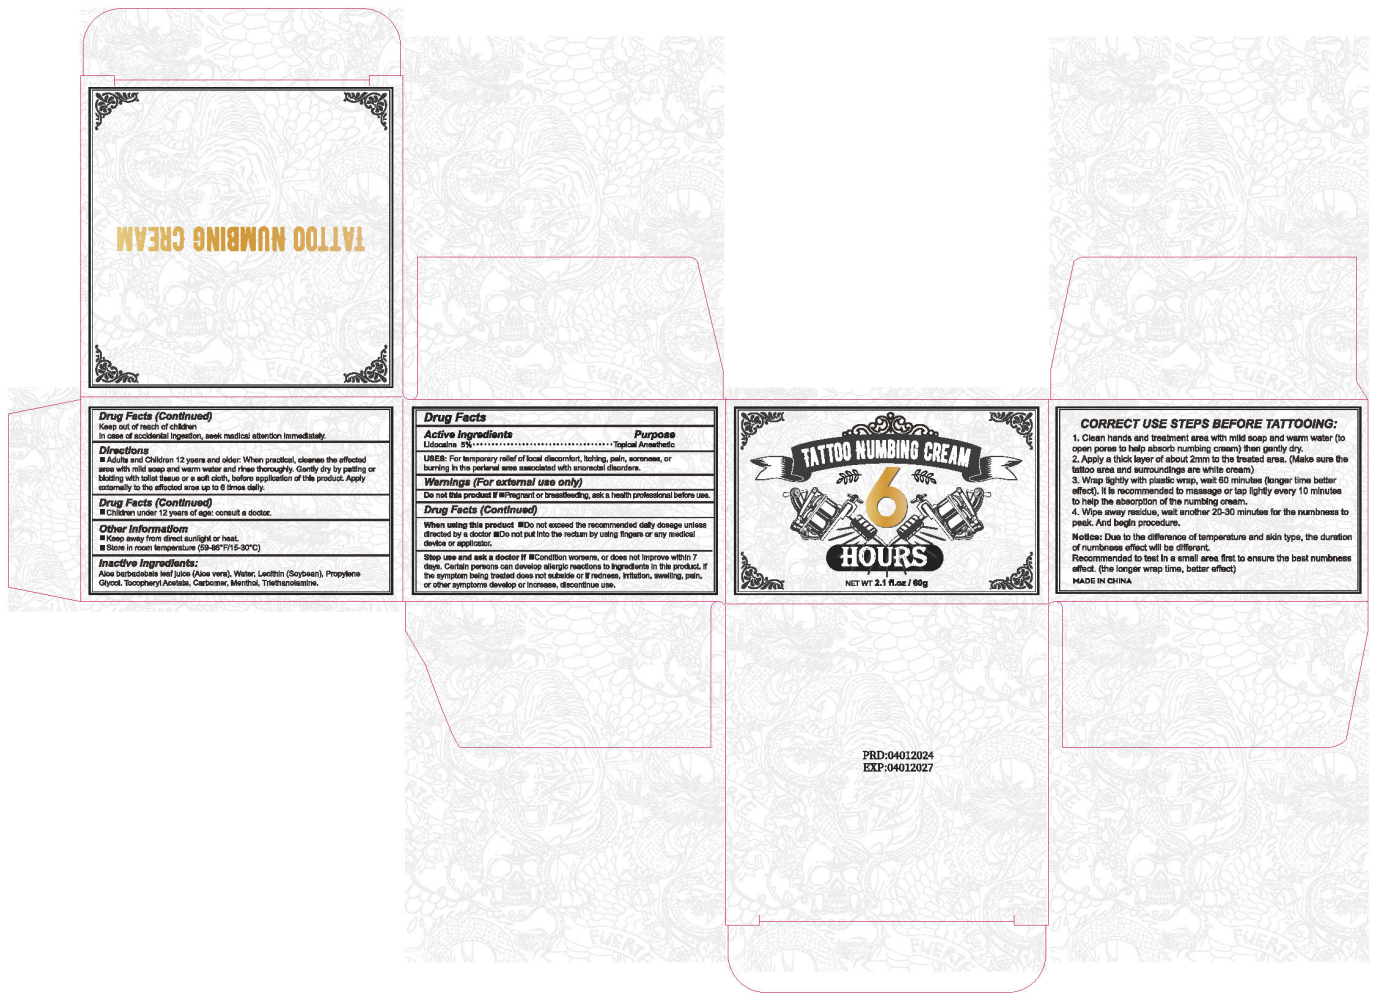 TATTOO NUMBING CREAM
Drug Facts (Continued)
Keep out of reach of children
In case of accidental ingestion, seek medical attention immediately.
Directions
■ Adults and Children 12 years and older: When practical, cleanse the affected
area with mild soap and warm water and rinse thoroughly. Gently dry by patting or
blotting with toilet tissue or a soft cloth, before application of this product. Apply
externally to the affected area up to 6 times daily.
Drug Facts (Continued)
■ Children under 12 years of age: consult a doctor.
Other Informatiom
■ Keep away from direct sunlight or heat.
■ Store in room temperature (59-86°F/15-30°C)
Inactive Ingredients:
Aloe barbadebais leaf juice (Aloe vera), Water, Lecithin (Soybean), Propylene
Glycol. Tocopheryl Acetate, Carbomer, Menthol, Triethanolamine.
Drug Facts
Active Ingredients Purpose
Lidocaine 5%········Topical Anesthetic
USES: For temporary relief of local discomfort, itching, pain, soreness, or
burning in the perianal area associated with anorectal disorders.
Warnings (For external use only)
Do not this product if ■Pregnant or breastfeeding, ask a health professional before use.
Drug Facts (Continued)
When using this product ■Do not exceed the recommended daily dosage unless
directed by a doctor ■Do not put into the rectum by using fingers or any medical
device or applicator.
Stop use and ask a doctor if ■Condition worsens, or does not improve within 7
days. Certain persons can develop allergic reactions to ingredients in this product. If
the symptom being treated does not subside or if redness, irritation, swelling, pain,
or other symptoms develop or increase, discontinue use.
TATTOO NUMBING CREAM
6
HOURS
NET WT 2.1 fl.oz / 60g
CORRECT USE STEPS BEFORE TATTOOING:
1. Clean hands and treatment area with mild soap and warm water (to
open pores to help absorb numbing cream) then gently dry.
2. Apply a thick layer of about 2mm to the treated area. (Make sure the
tattoo area and surroundings are white cream)
3. Wrap tightly with plastic wrap, wait 60 minutes (longer time better
effect). It is recommended to massage or tap lightly every 10 minutes
to help the absorption of the numbing cream.
4. Wipe away residue, wait another 20-30 minutes for the numbness to
peak. And begin procedure.
Notice: Due to the difference of temperature and skin type, the duration
of numbness effect will be different.
Recommended to test in a small area first to ensure the best numbness
effect. (the longer wrap time, better effect)
MADE IN CHINA
PRD:04012024
EXP:04012027
FUERTE